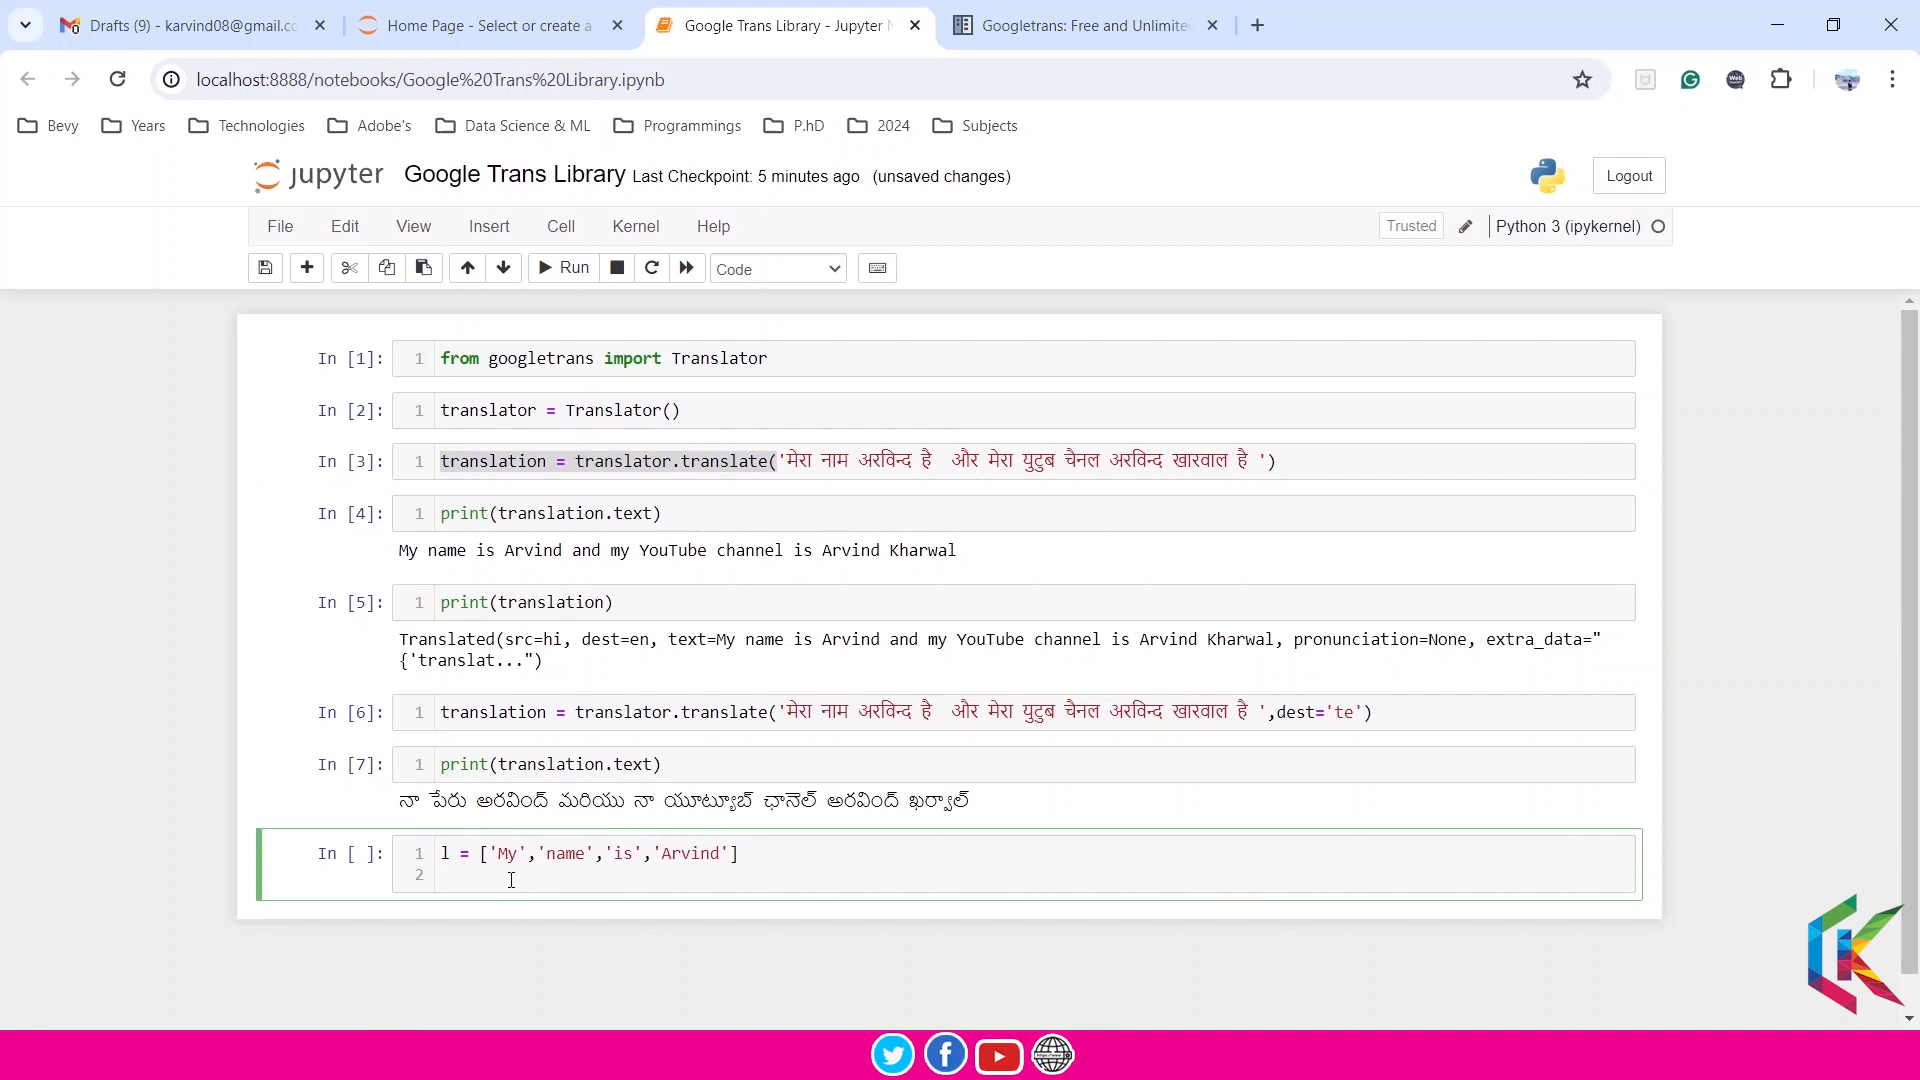 Drafts (9) - karvind08@gmail.co
Home Page - Select or create a
Google Trans Library - Jupyter N
Googletrans: Free and Unlimite
localhost:8888/notebooks/Google%20Trans%20Library.ipynb
Bevy Years Technologies Adobe's Data Science & ML Programmings P.hD 2024 Subjects
jupyter Google Trans Library Last Checkpoint: 5 minutes ago (unsaved changes)
Logout
File Edit View Insert Cell Kernel Help
Trusted Python 3 (ipykernel)
Run Code
In [1]: 1 from googletrans import Translator
In [2]: 1 translator = Translator()
In [3]: 1 translation = translator.translate('मेरा नाम अरविन्द है और मेरा युटुब चैनल अरविन्द खारवाल है ')
In [4]: 1 print(translation.text)
My name is Arvind and my YouTube channel is Arvind Kharwal
In [5]: 1 print(translation)
Translated(src=hi, dest=en, text=My name is Arvind and my YouTube channel is Arvind Kharwal, pronunciation=None, extra_data="
{'translat...")
In [6]: 1 translation = translator.translate('मेरा नाम अरविन्द है और मेरा युटुब चैनल अरविन्द खारवाल है ',dest='te')
In [7]: 1 print(translation.text)
నా పేరు అరవింద్ మరియు నా యూట్యూబ్ ఛానెల్ అరవింద్ ఖర్వాల్
In [ ]: 1 l = ['My','name','is','Arvind']
2